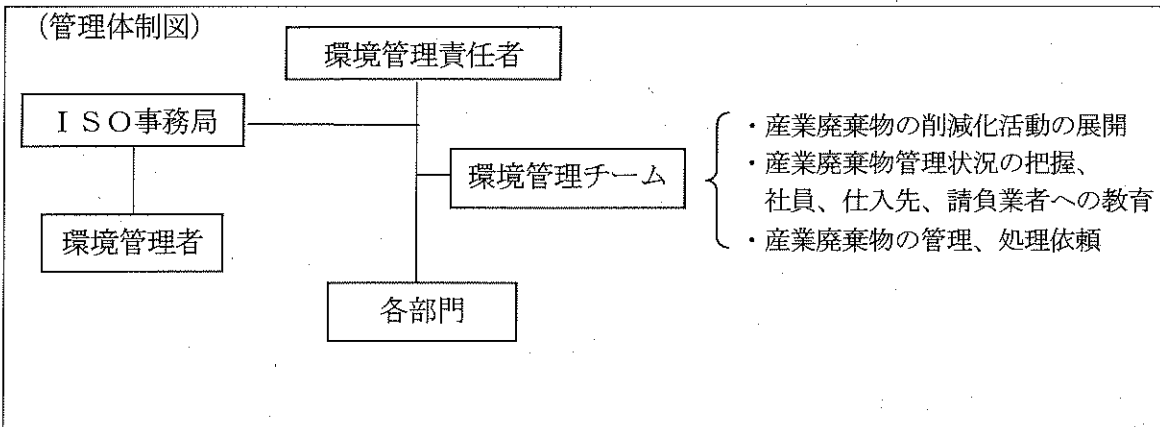 (管理体制図)
環境管理責任者
ISO事務局
環境管理チーム
環境管理者
各部門
・産業廃棄物の削減化活動の展開
・産業廃棄物管理状況の把握、
社員、仕入先、請負業者への教育
・産業廃棄物の管理、処理依頼